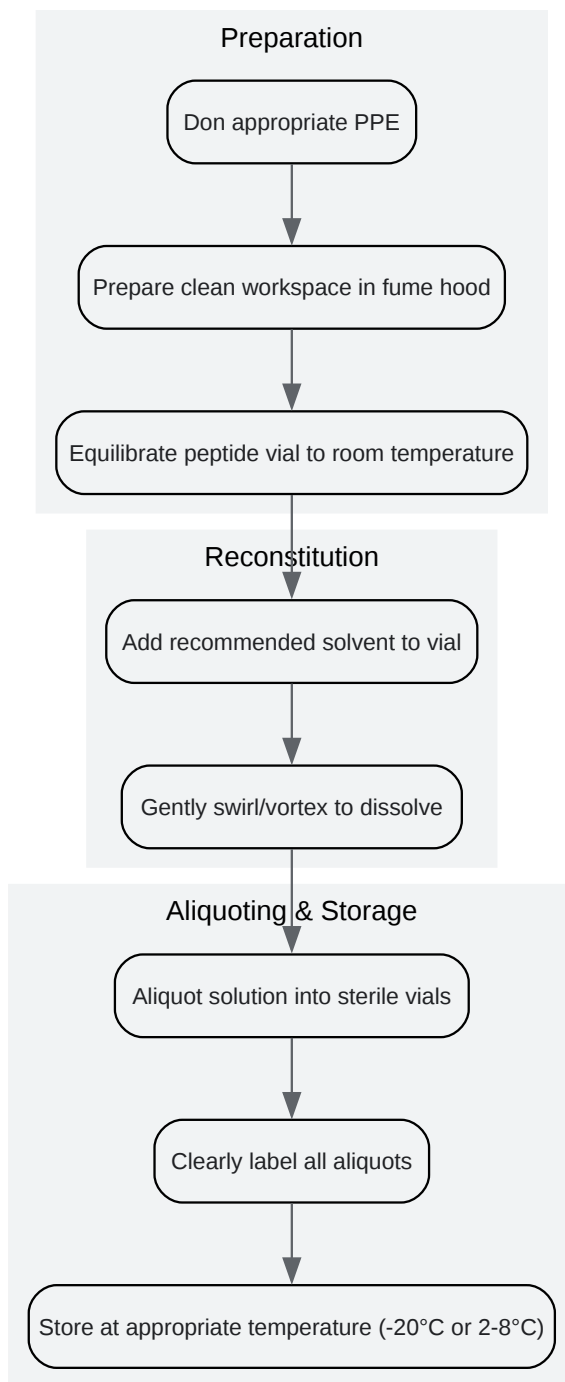 Preparation
Don appropriate PPE
Prepare clean workspace in fume hood
Equilibrate peptide vial to room temperature
Reconstitution
Add recommended solvent to vial
Gently swirl/vortex to dissolve
Aliquoting & Storage
Aliquot solution into sterile vials
Clearly label all aliquots
Store at appropriate temperature (-20°C or 2-8°C)